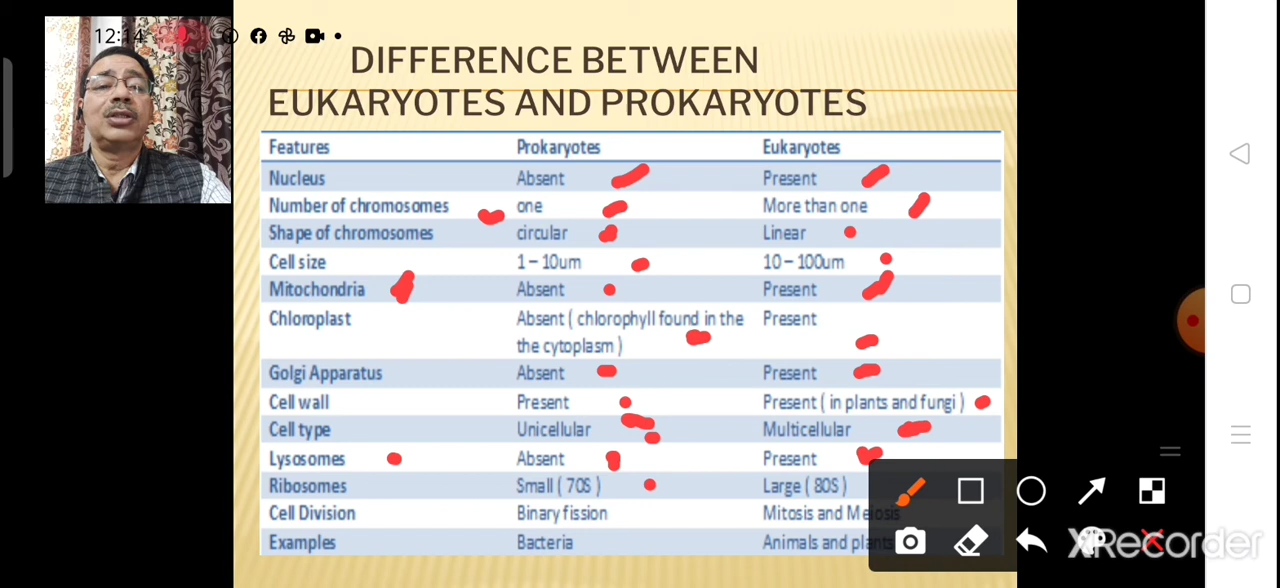 12:14
DIFFERENCE BETWEEN
EUKARYOTES AND PROKARYOTES
Features Prokaryotes Eukaryotes
Nucleus Absent Present
Number of chromosomes one More than one
Shape of chromosomes circular Linear
Cell size 1 – 10um 10 – 100um
Mitochondria Absent Present
Chloroplast Absent ( chlorophyll found in the Present
the cytoplasm )
Golgi Apparatus Absent Present
Cell wall Present Present ( in plants and fungi )
Cell type Unicellular Multicellular
Lysosomes Absent Present
Ribosomes Small ( 70S ) Large ( 80S )
Cell Division Binary fission Mitosis and Meiosis
Examples Bacteria Animals and plants
XRecorder